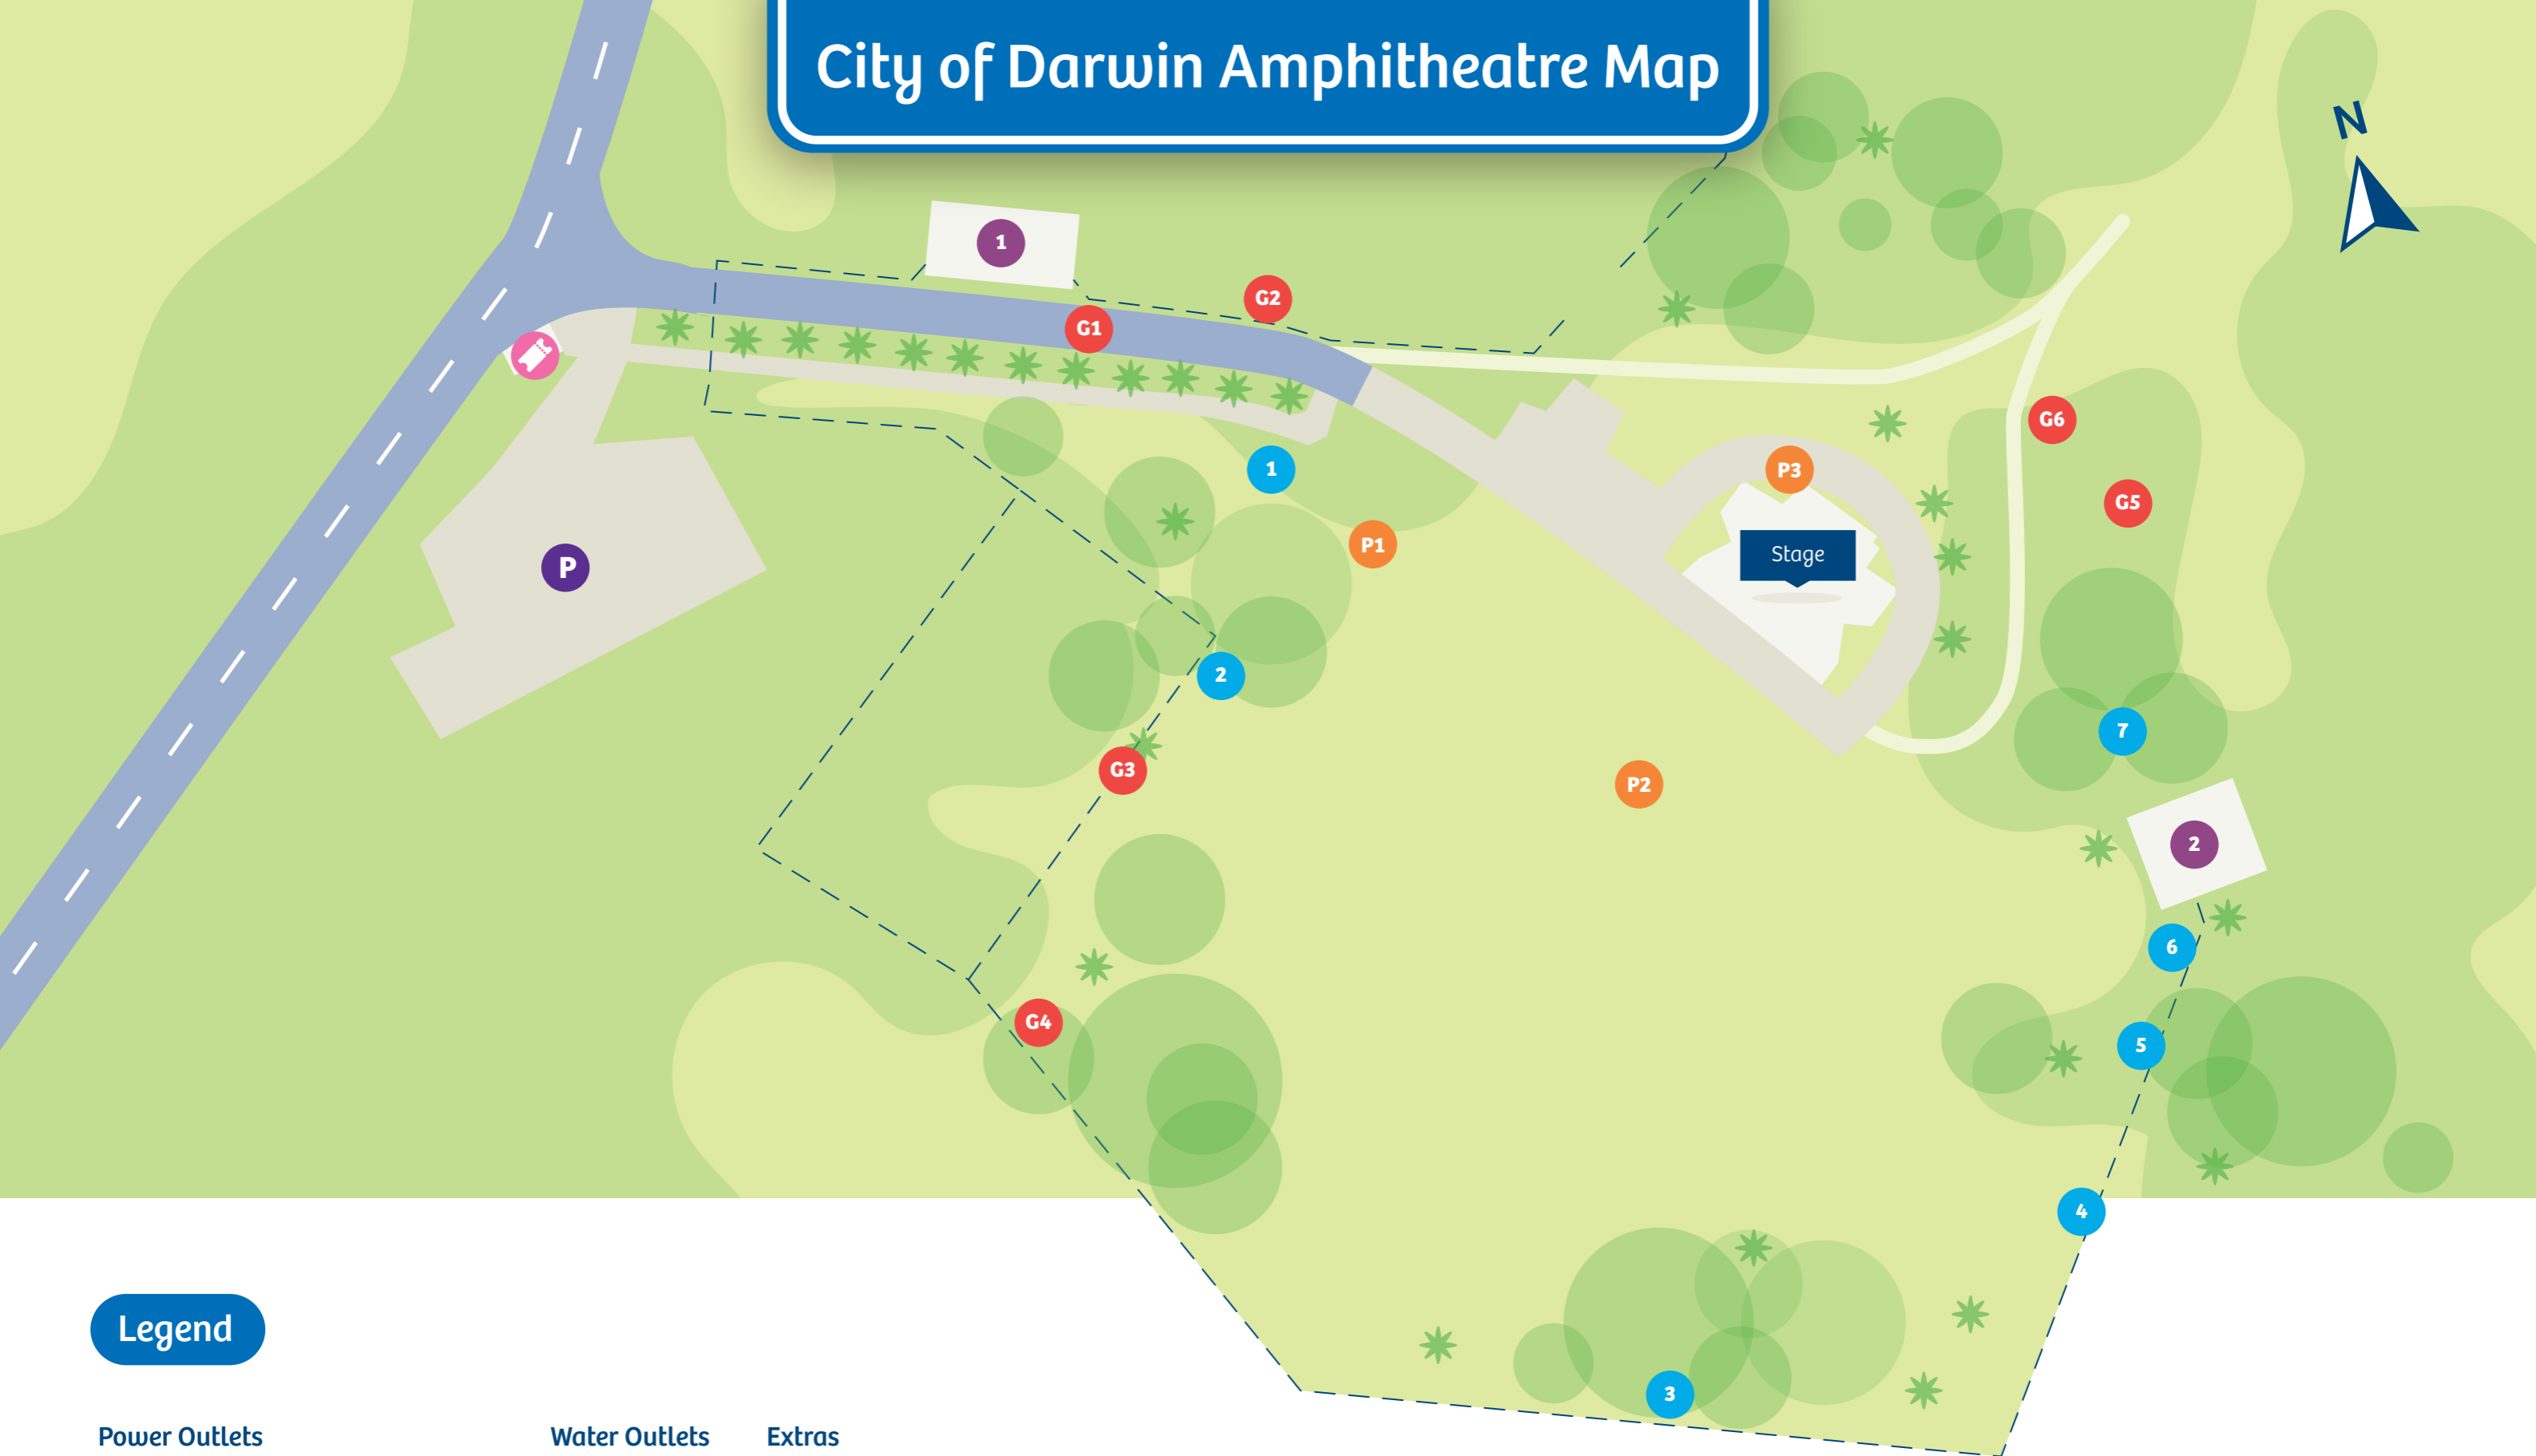 City of Darwin Amphitheatre Map
N
1
G2
G1
G6
1
P3
G5
P1
Stage
P
2
7
G3
P2
2
6
G4
5
4
Legend
3
Power Outlets
Water Outlets
Extras